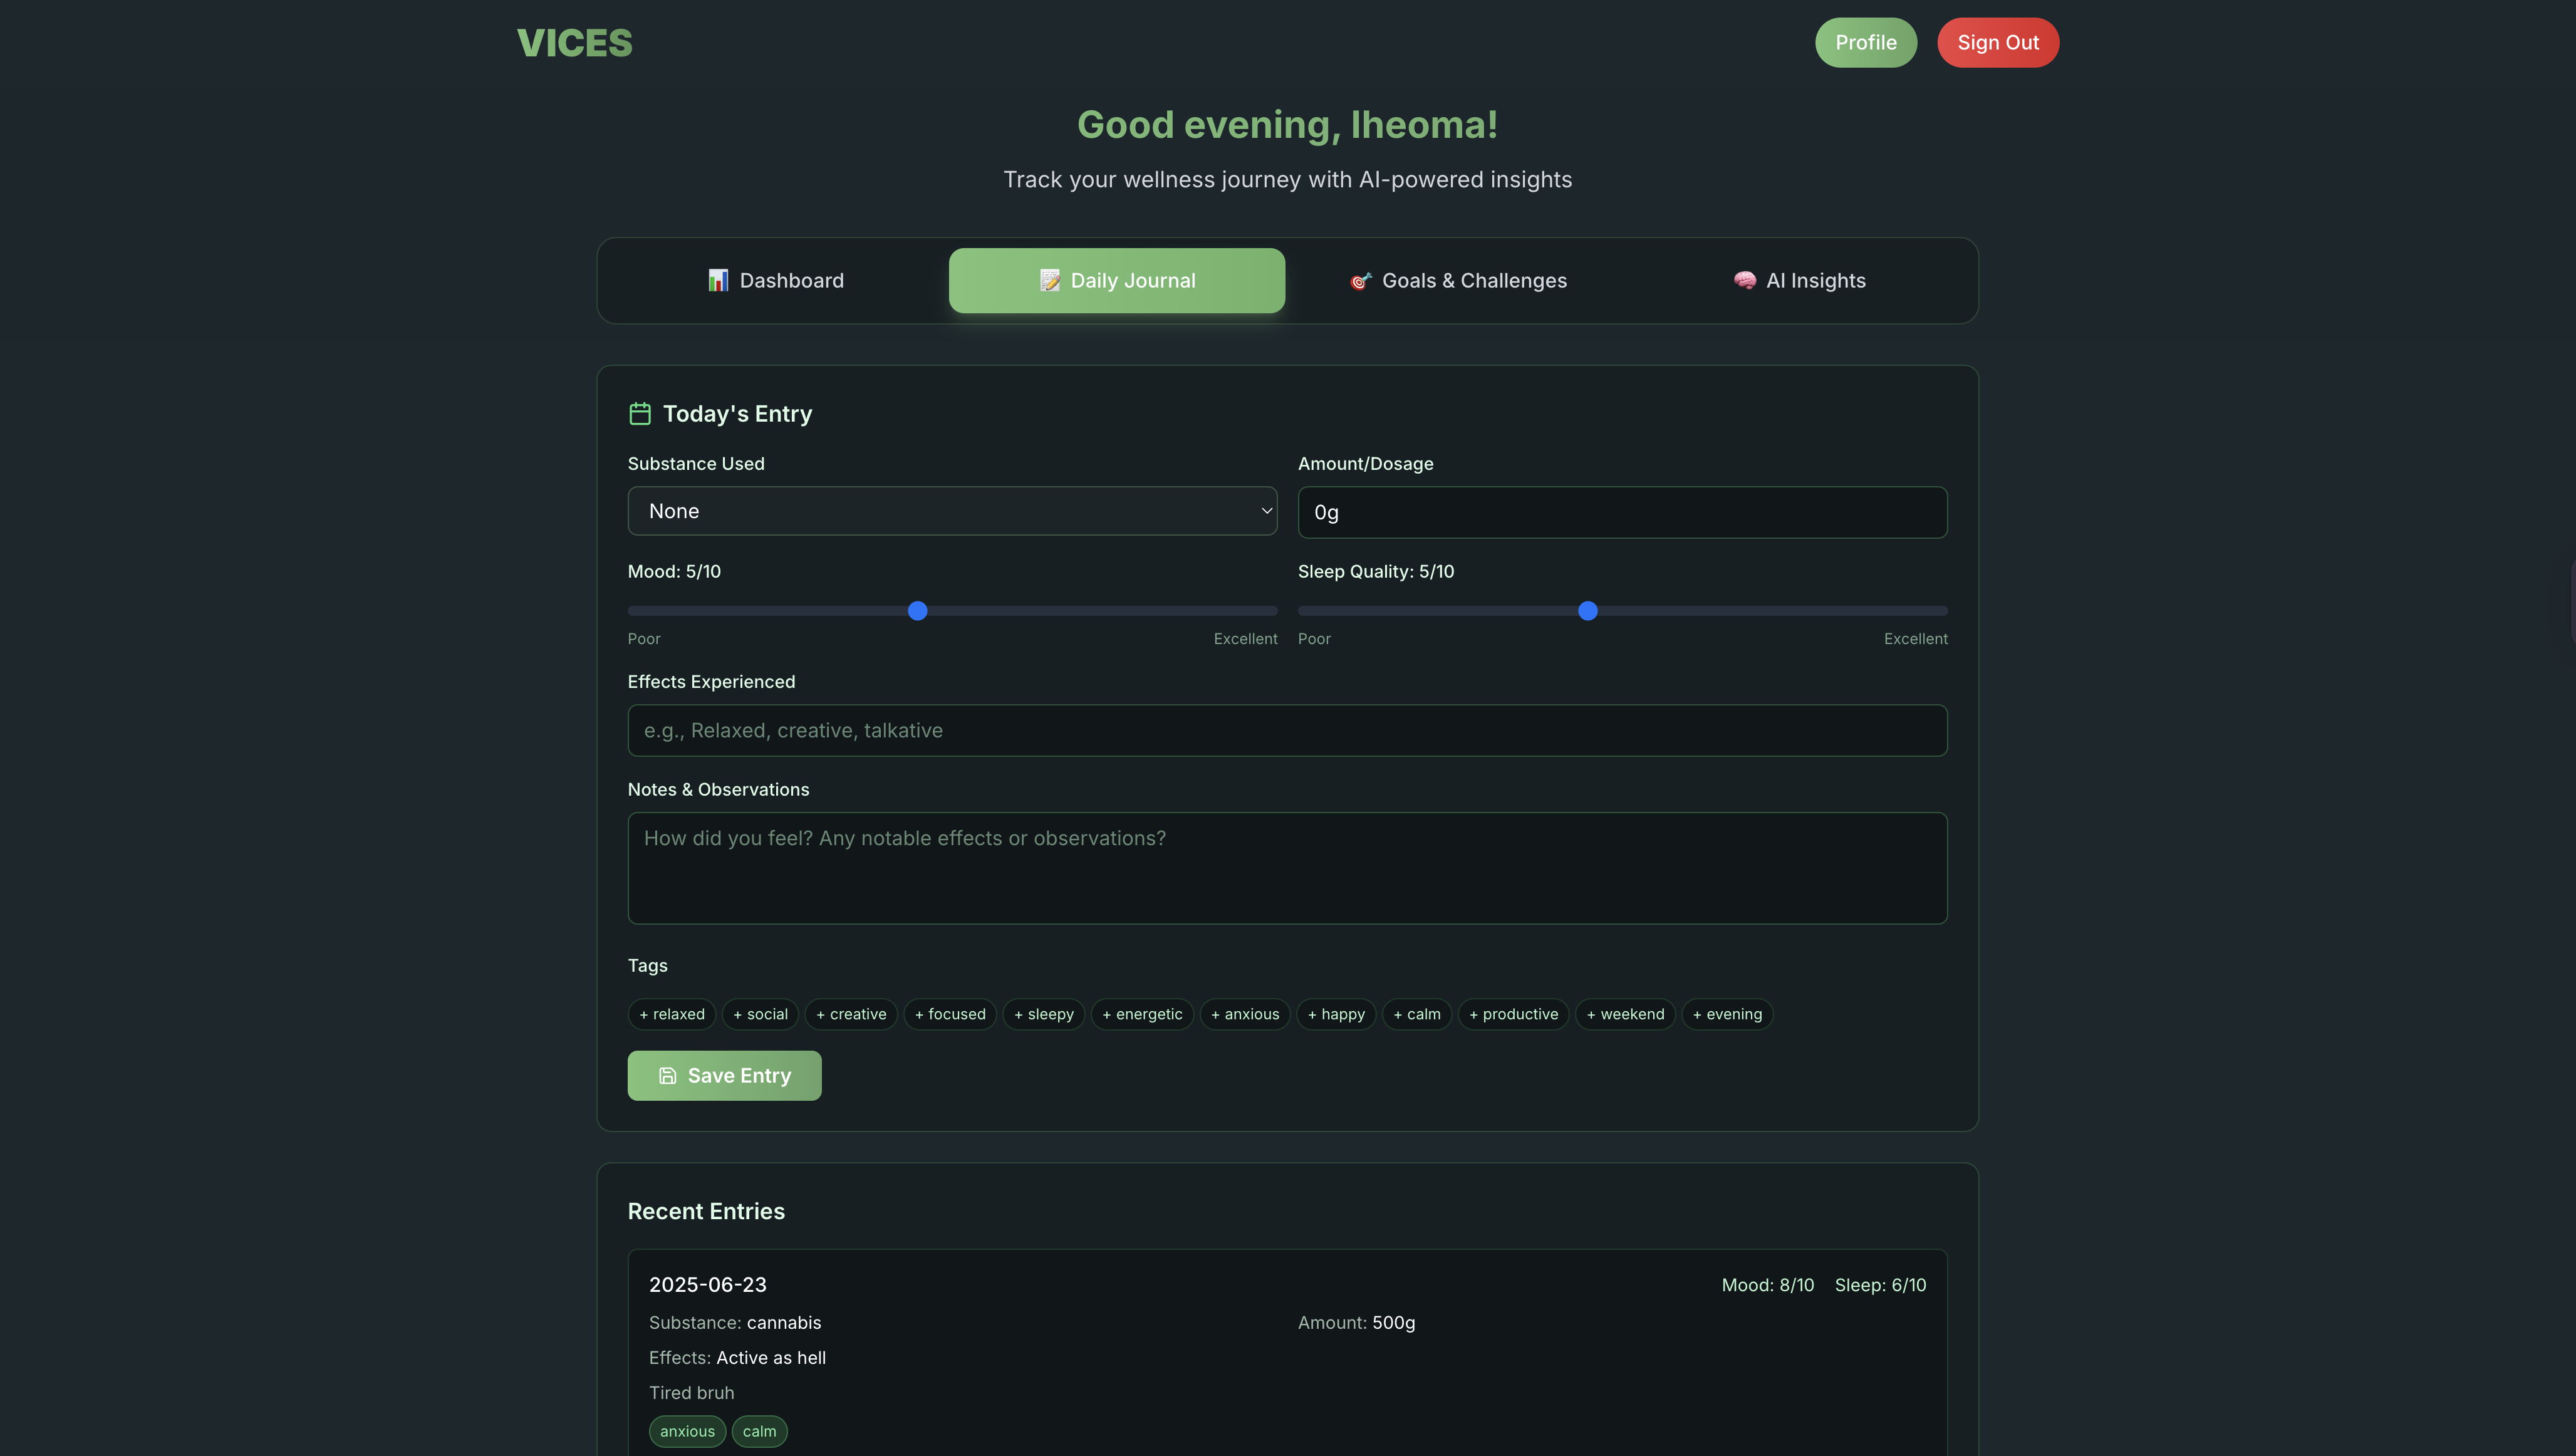 VICES
Profile
Sign Out
Good evening, Iheoma!
Track your wellness journey with AI-powered insights
Dashboard
Daily Journal
Goals & Challenges
AI Insights
Today's Entry
Substance Used
Amount/Dosage
None
0g
Mood: 5/10
Sleep Quality: 5/10
Poor
Excellent
Poor
Excellent
Effects Experienced
e.g., Relaxed, creative, talkative
Notes & Observations
How did you feel? Any notable effects or observations?
Tags
+ relaxed + social + creative + focused + sleepy + energetic + anxious + happy + calm + productive + weekend + evening
Save Entry
Recent Entries
2025-06-23
Mood: 8/10 Sleep: 6/10
Substance: cannabis
Amount: 500g
Effects: Active as hell
Tired bruh
anxious calm